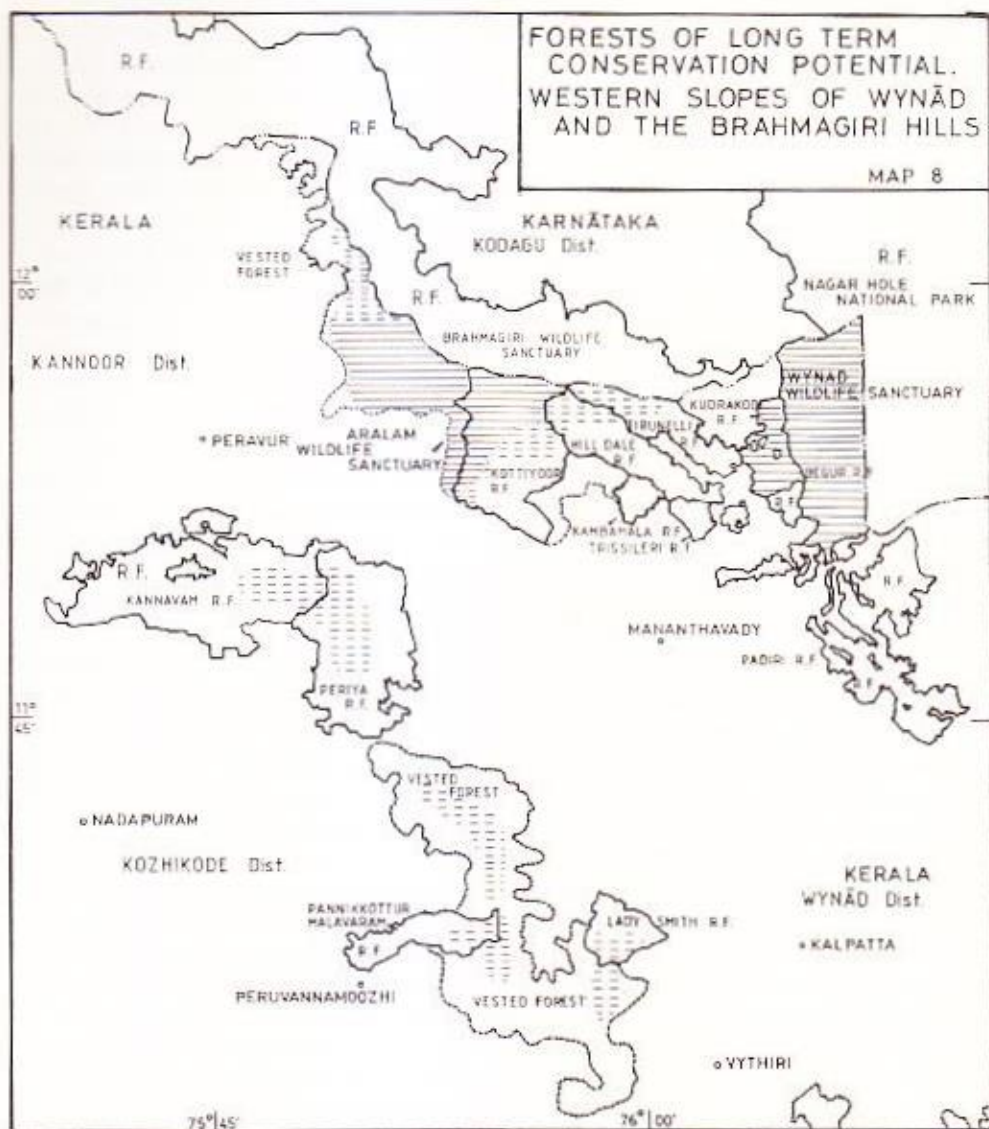 FORESTS OF LONG TERM
CONSERVATION POTENTIAL.
WESTERN SLOPES OF WYNĀD
AND THE BRAHMAGIRI HILLS
MAP 8
R.F.
R.F.
KERALA
KARNĀTAKA
KODAGU Dist.
VESTED
FOREST
R.F.
NAGAR HOLE
NATIONAL PARK
12°
00'
R.F.
BRAHMAGIRI WILDLIFE
SANCTUARY
KANNOOR Dist.
WYNAD
WILDLIFE SANCTUARY
KUDRAKODE
R.F.
TIRUNELLI
R.F.
PERAVUR
ARALAM
WILDLIFE
SANCTUARY
HILL DALE
R.F.
KOTTIYOOR
R.F.
BEGUR R.F.
R.F.
KAMBAMALA R.F.
TRISSILERI R.F.
R.F.
KANNAVAM R.F.
R.F.
MANANTHAVADY
PADIRI R.F.
R.F.
PERIYA
R.F.
11°
45'
VESTED
FOREST
NADAPURAM
KOZHIKODE Dist.
KERALA
WYNĀD Dist.
PANNIKKOTTUR
MALAVARAM
R.F.
LADY SMITH R.F.
KALPATTA
PERUVANNAMOOZHI
VESTED FOREST
VYTHIRI
75° 45'
76° 00'